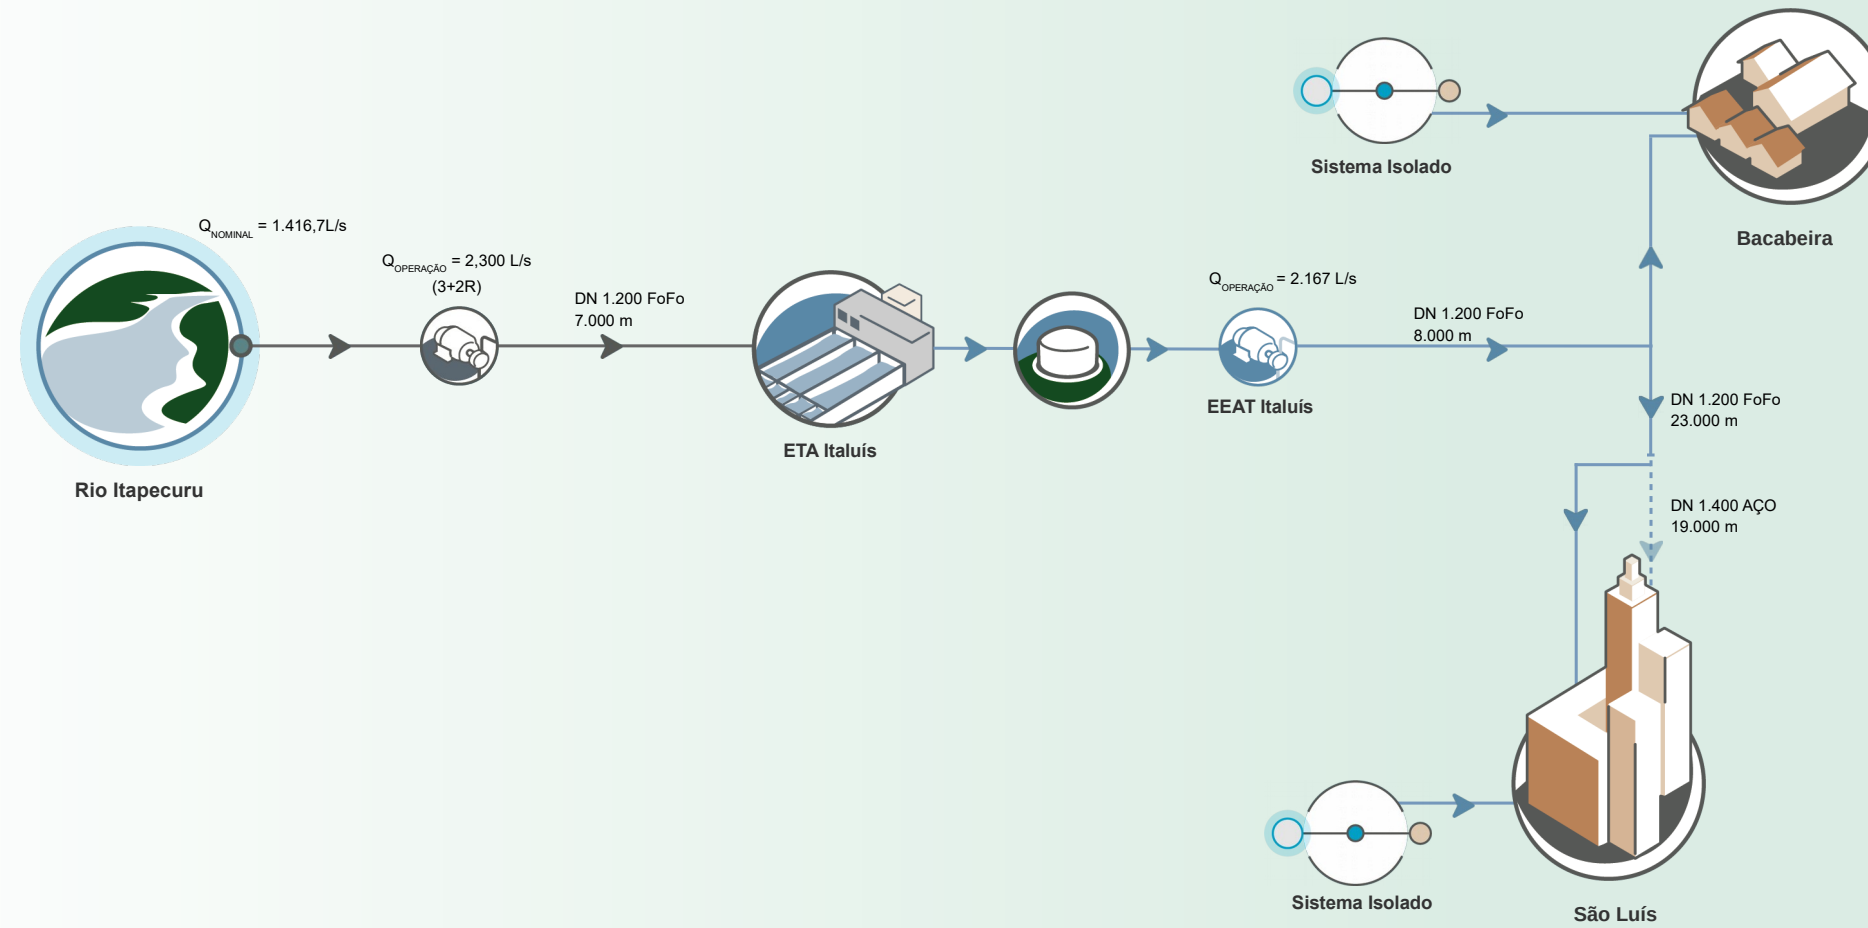 Sistema Isolado
Bacabeira
Q NOMINAL = 1.416,7L/s
Q OPERAÇÃO = 2,300 L/s
(3+2R)
DN 1.200 FoFo
7.000 m
Q OPERAÇÃO = 2.167 L/s
DN 1.200 FoFo
8.000 m
Rio Itapecuru
ETA Italuís
EEAT Italuís
DN 1.200 FoFo
23.000 m
DN 1.400 AÇO
19.000 m
Sistema Isolado
São Luís